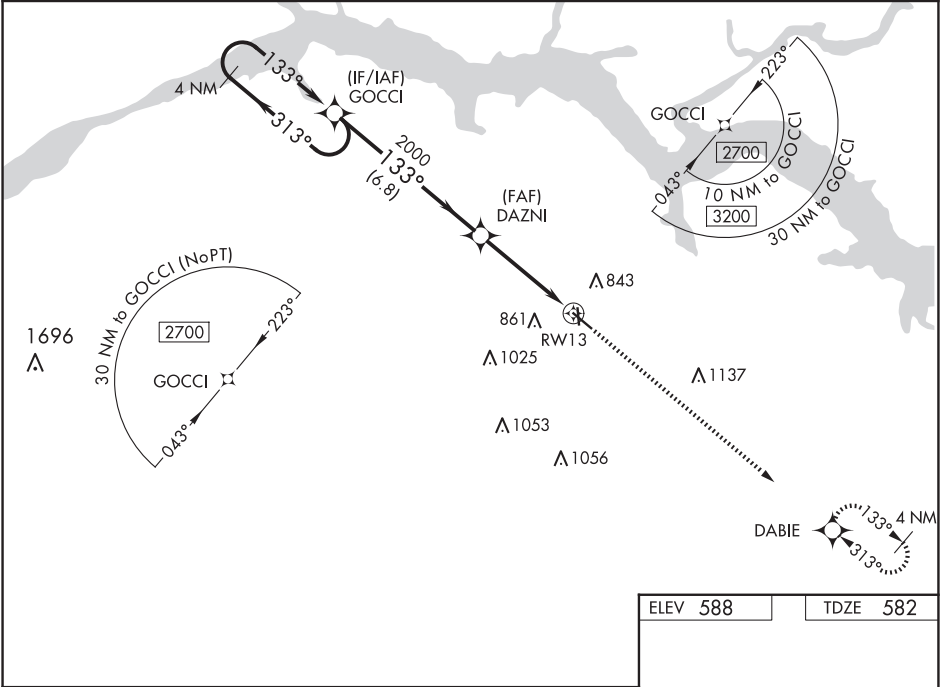 133°
4 NM
313°
(IF/IAF)
GOCCI
2000
133°
(6.8)
(FAF)
DAZNI
GOCCI
223°
043°
2700
10 NM to GOCCI
3200
30 NM to GOCCI
30 NM to GOCCI (NoPT)
2700
GOCCI
223°
043°
1696
843
861
RW13
1025
1137
1053
1056
DABIE
133°
4 NM
313°
ELEV 588
TDZE 582